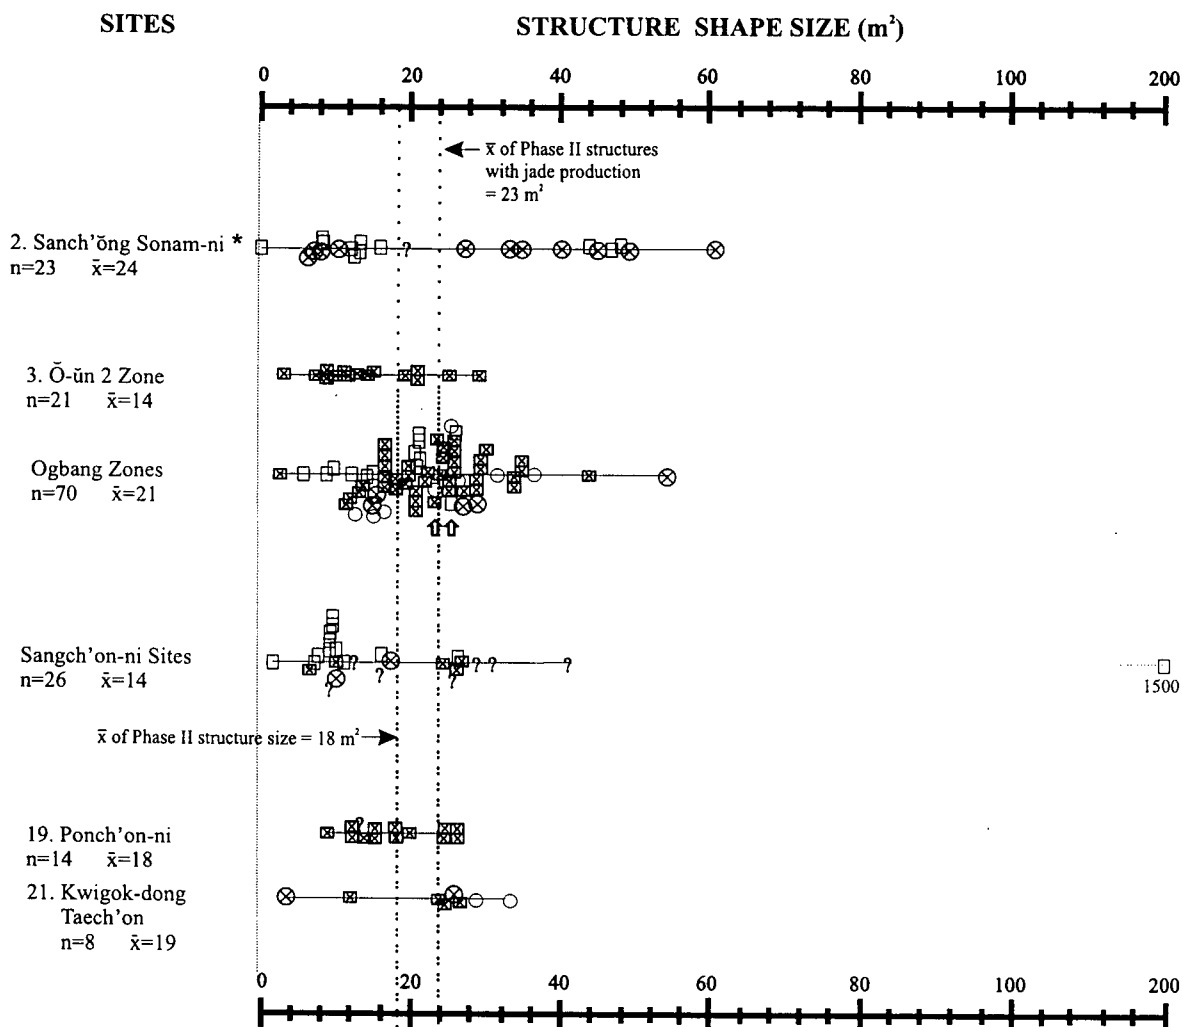 SITES
STRUCTURE SHAPE SIZE (m²)
0 20 40 60 80 100 200
x̄ of Phase II structures
with jade production
= 23 m²
2. Sanch'ŏng Sonam-ni *
n=23 x̄=24
?
3. Ŏ-ŭn 2 Zone
n=21 x̄=14
Ogbang Zones
n=70 x̄=21
Sangch'on-ni Sites
n=26 x̄=14
? ? ? ? ? ? ?
1500
x̄ of Phase II structure size = 18 m²
?
19. Ponch'on-ni
n=14 x̄=18
21. Kwigok-dong
Taech'on
n=8 x̄=19
0 20 40 60 80 100 200